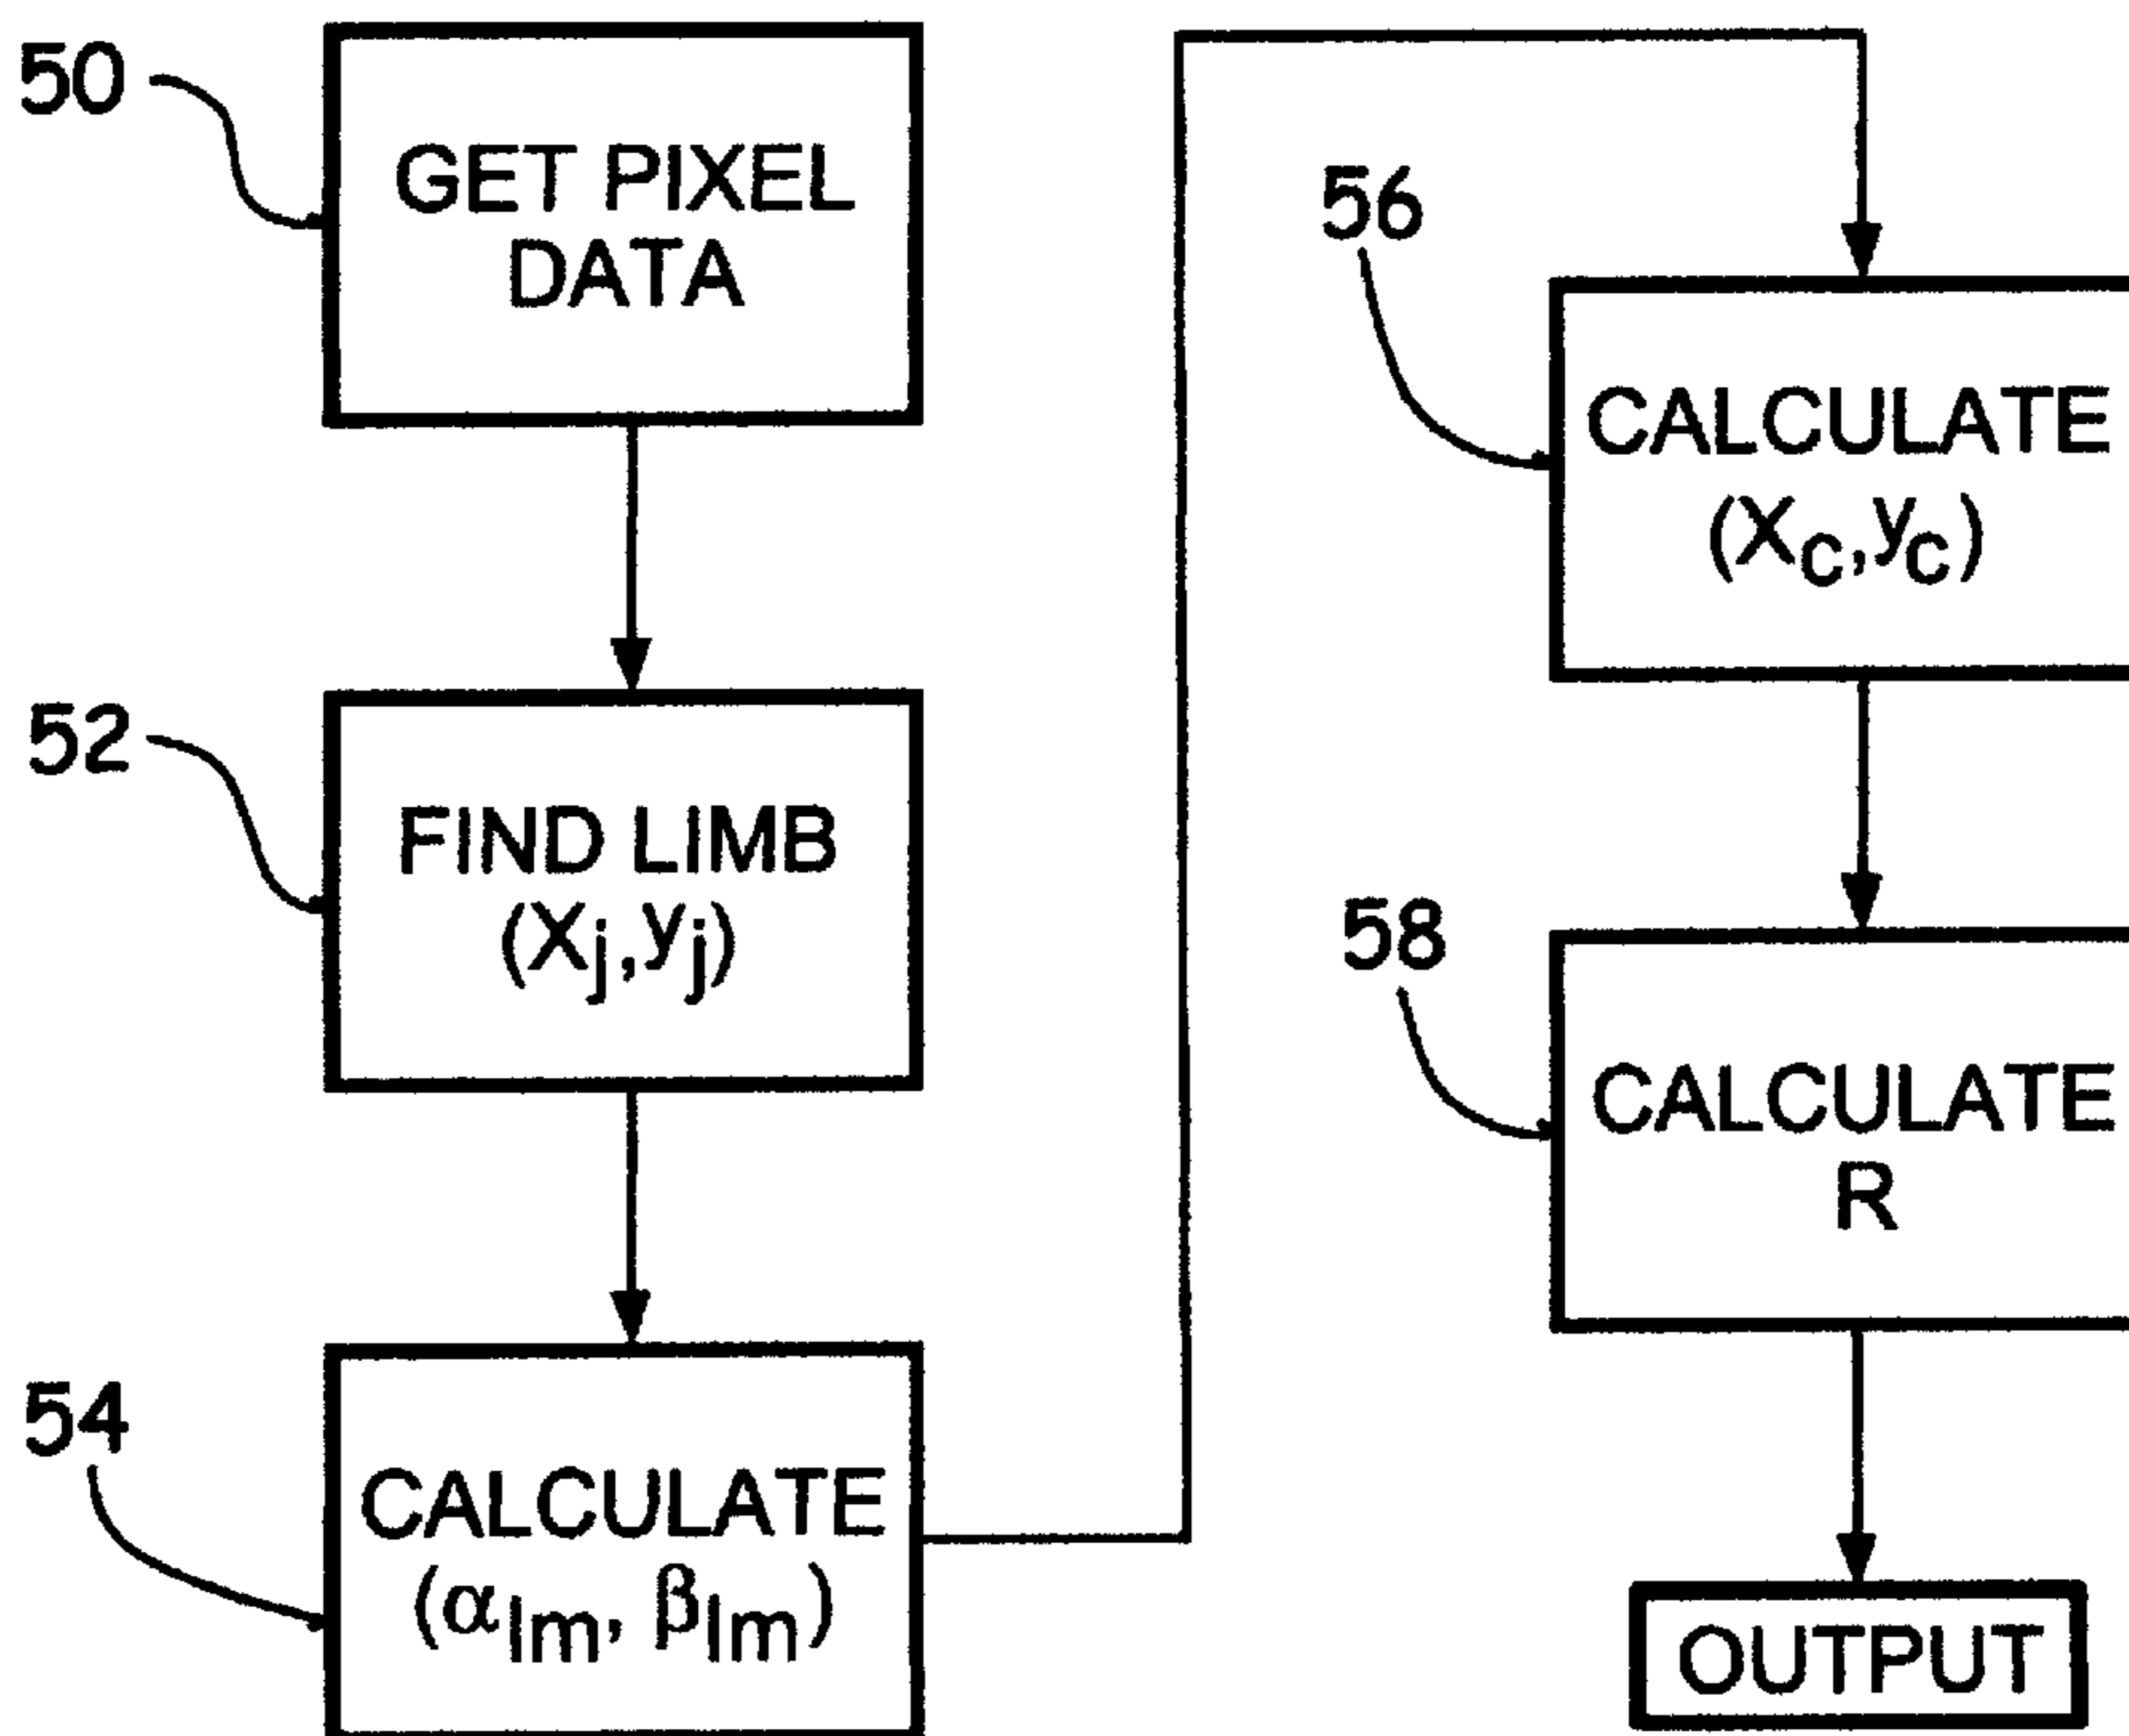 50
GET PIXEL
DATA
52
FIND LIMB
(xj,yj)
54
CALCULATE
(αlm, βlm)
56
CALCULATE
(xc,yc)
58
CALCULATE
R
OUTPUT